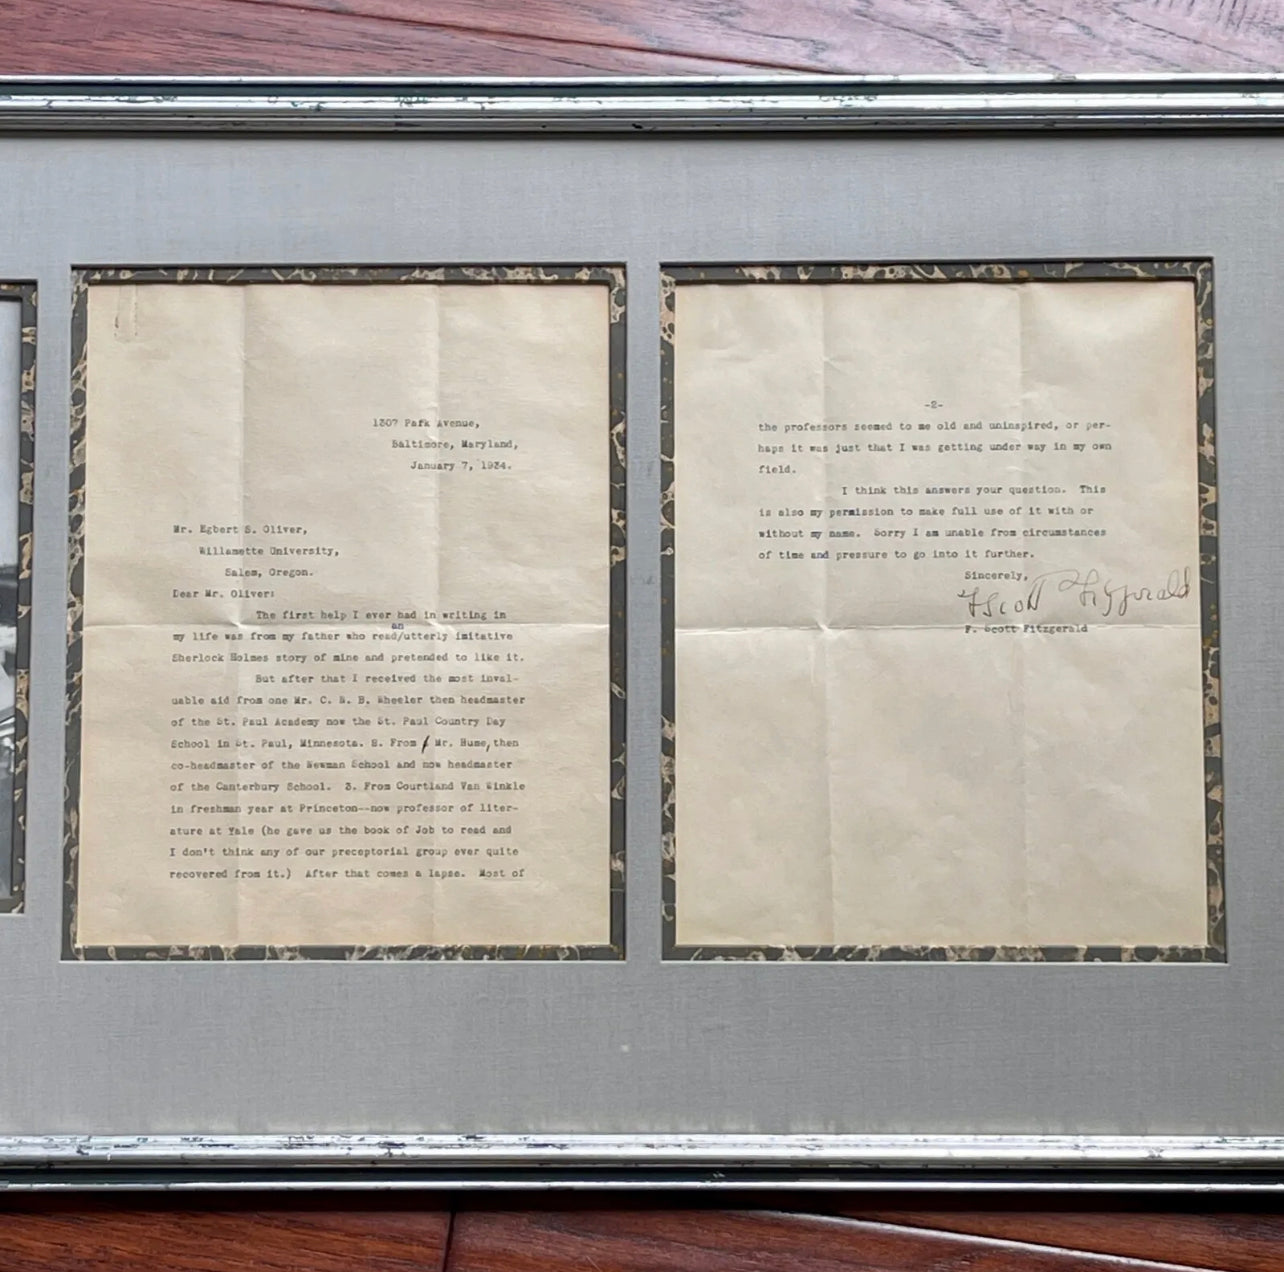 1307 Park Avenue,
Baltimore, Maryland,
January 7, 1934.
Mr. Egbert S. Oliver,
Willamette University,
Salem, Oregon.
Dear Mr. Oliver:
The first help I ever had in writing in
an
my life was from my father who read/utterly imitative
Sherlock Holmes story of mine and pretended to like it.
But after that I received the most inval-
uable aid from one Mr. C. N. B. Wheeler then headmaster
of the St. Paul Academy now the St. Paul Country Day
School in St. Paul, Minnesota. 2. From Mr. Hume, then
co-headmaster of the Newman School and now headmaster
of the Canterbury School. 3. From Courtland Van Winkle
in freshman year at Princeton--now professor of liter-
ature at Yale (he gave us the book of Job to read and
I don't think any of our preceptorial group ever quite
recovered from it.) After that comes a lapse. Most of
-2-
the professors seemed to me old and uninspired, or per-
haps it was just that I was getting under way in my own
field.
I think this answers your question. This
is also my permission to make full use of it with or
without my name. Sorry I am unable from circumstances
of time and pressure to go into it further.
Sincerely,
F Scott Fitzgerald
F. Scott Fitzgerald